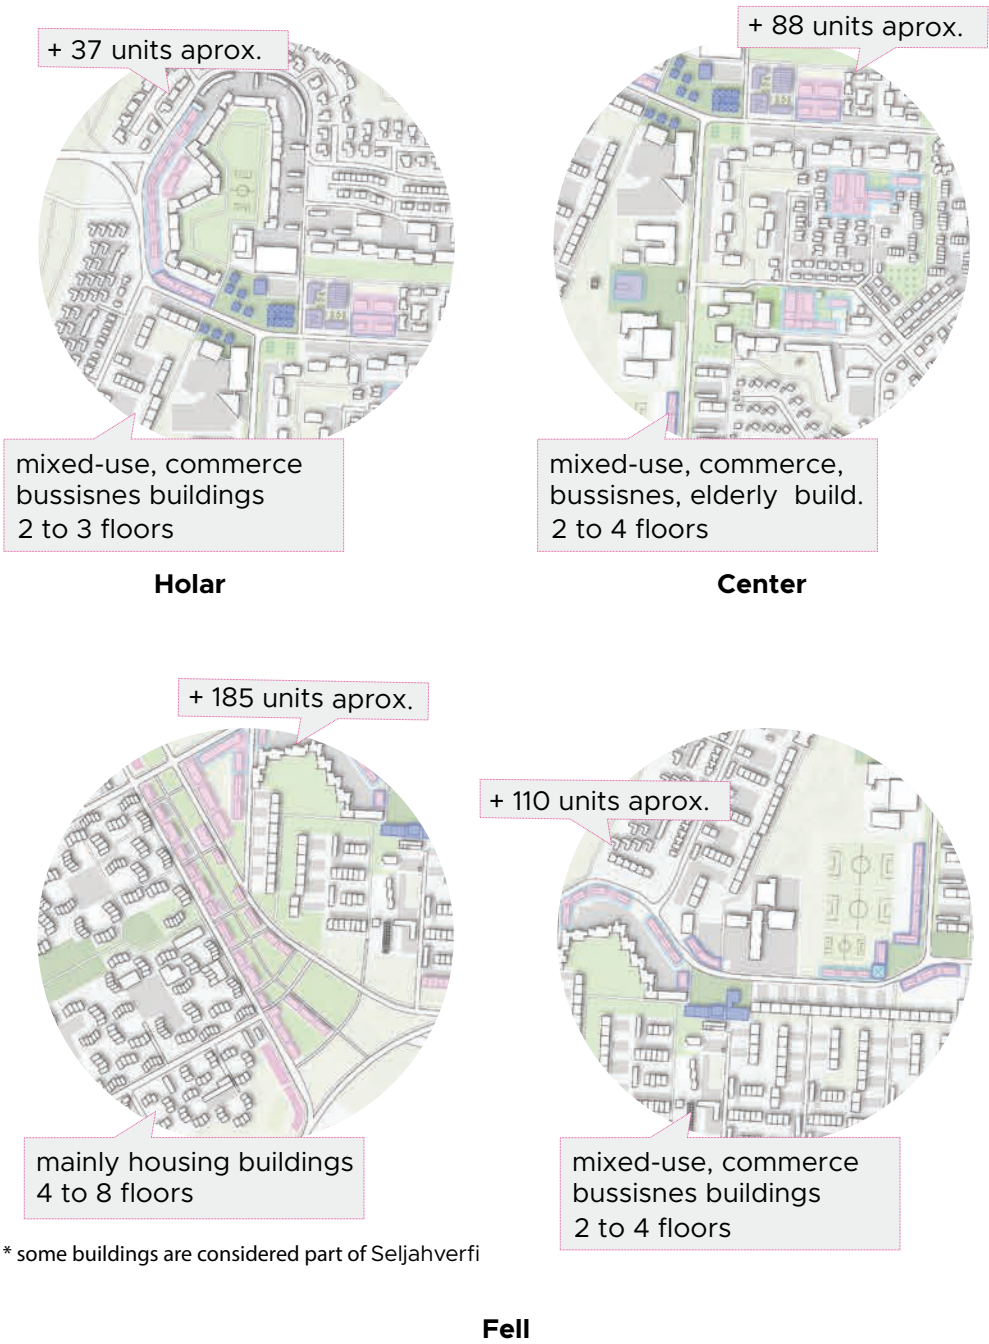 + 37 units aprox.
+ 88 units aprox.
mixed-use, commerce
bussisnes buildings
2 to 3 floors
mixed-use, commerce,
bussisnes, elderly build.
2 to 4 floors
Holar
Center
+ 185 units aprox.
+ 110 units aprox.
mainly housing buildings
4 to 8 floors
mixed-use, commerce
bussisnes buildings
2 to 4 floors
* some buildings are considered part of Seljahverfi
Fell